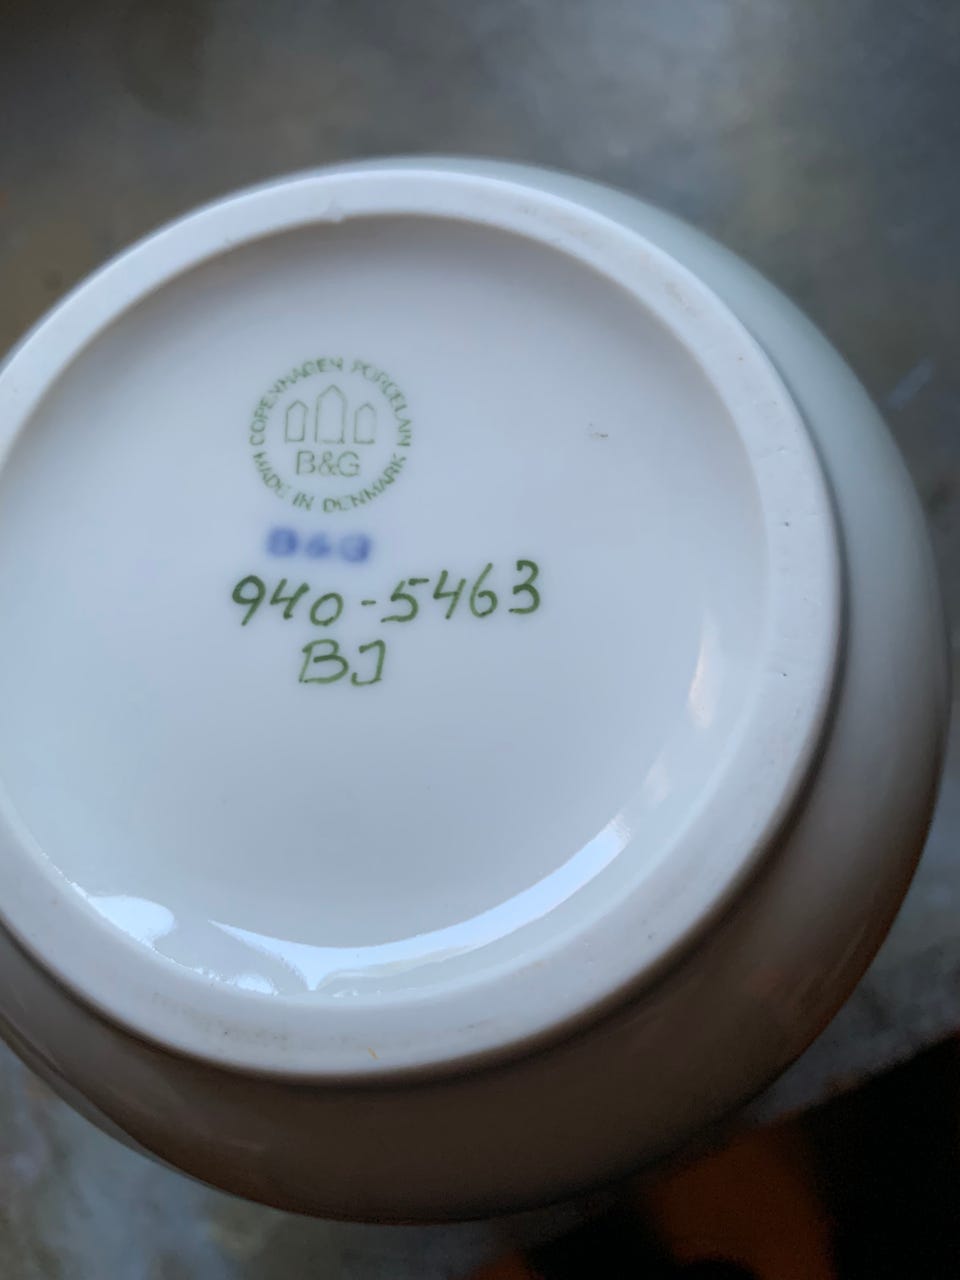 COPENHAGEN PORCELAIN
B&G
MADE IN DENMARK
B&G
940-5463
BJ